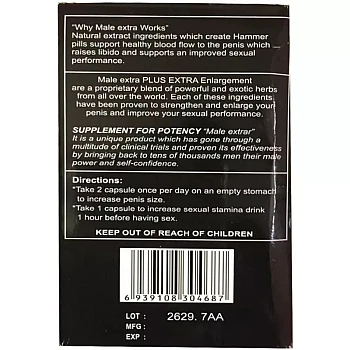 "Why Male extra Works"
Natural extract ingredients which create Hammer
pills support healthy blood flow to the penis which
raises libido and supports an improved sexual
performance.
Male extra PLUS EXTRA Enlargement
are a proprietary blend of powerful and exotic herbs
from all over the world. Each of these ingredients
have been proven to strengthen and enlarge your
penis and improve your sexual performance.
SUPPLEMENT FOR POTENCY "Male extrar"
It is a unique product which has gone through a
multitude of clinical trials and proven its effectiveness
by bringing back to tens of thousands men their male
power and self-confidence.
Directions:
*Take 2 capsule once per day on an empty stomach
to increase penis size.
*Take 1 capsule to increase sexual stamina drink
1 hour before having sex.
KEEP OUT OF REACH OF CHILDREN
6 939108 304687
LOT : 2629. 7AA
MFG :
EXP :